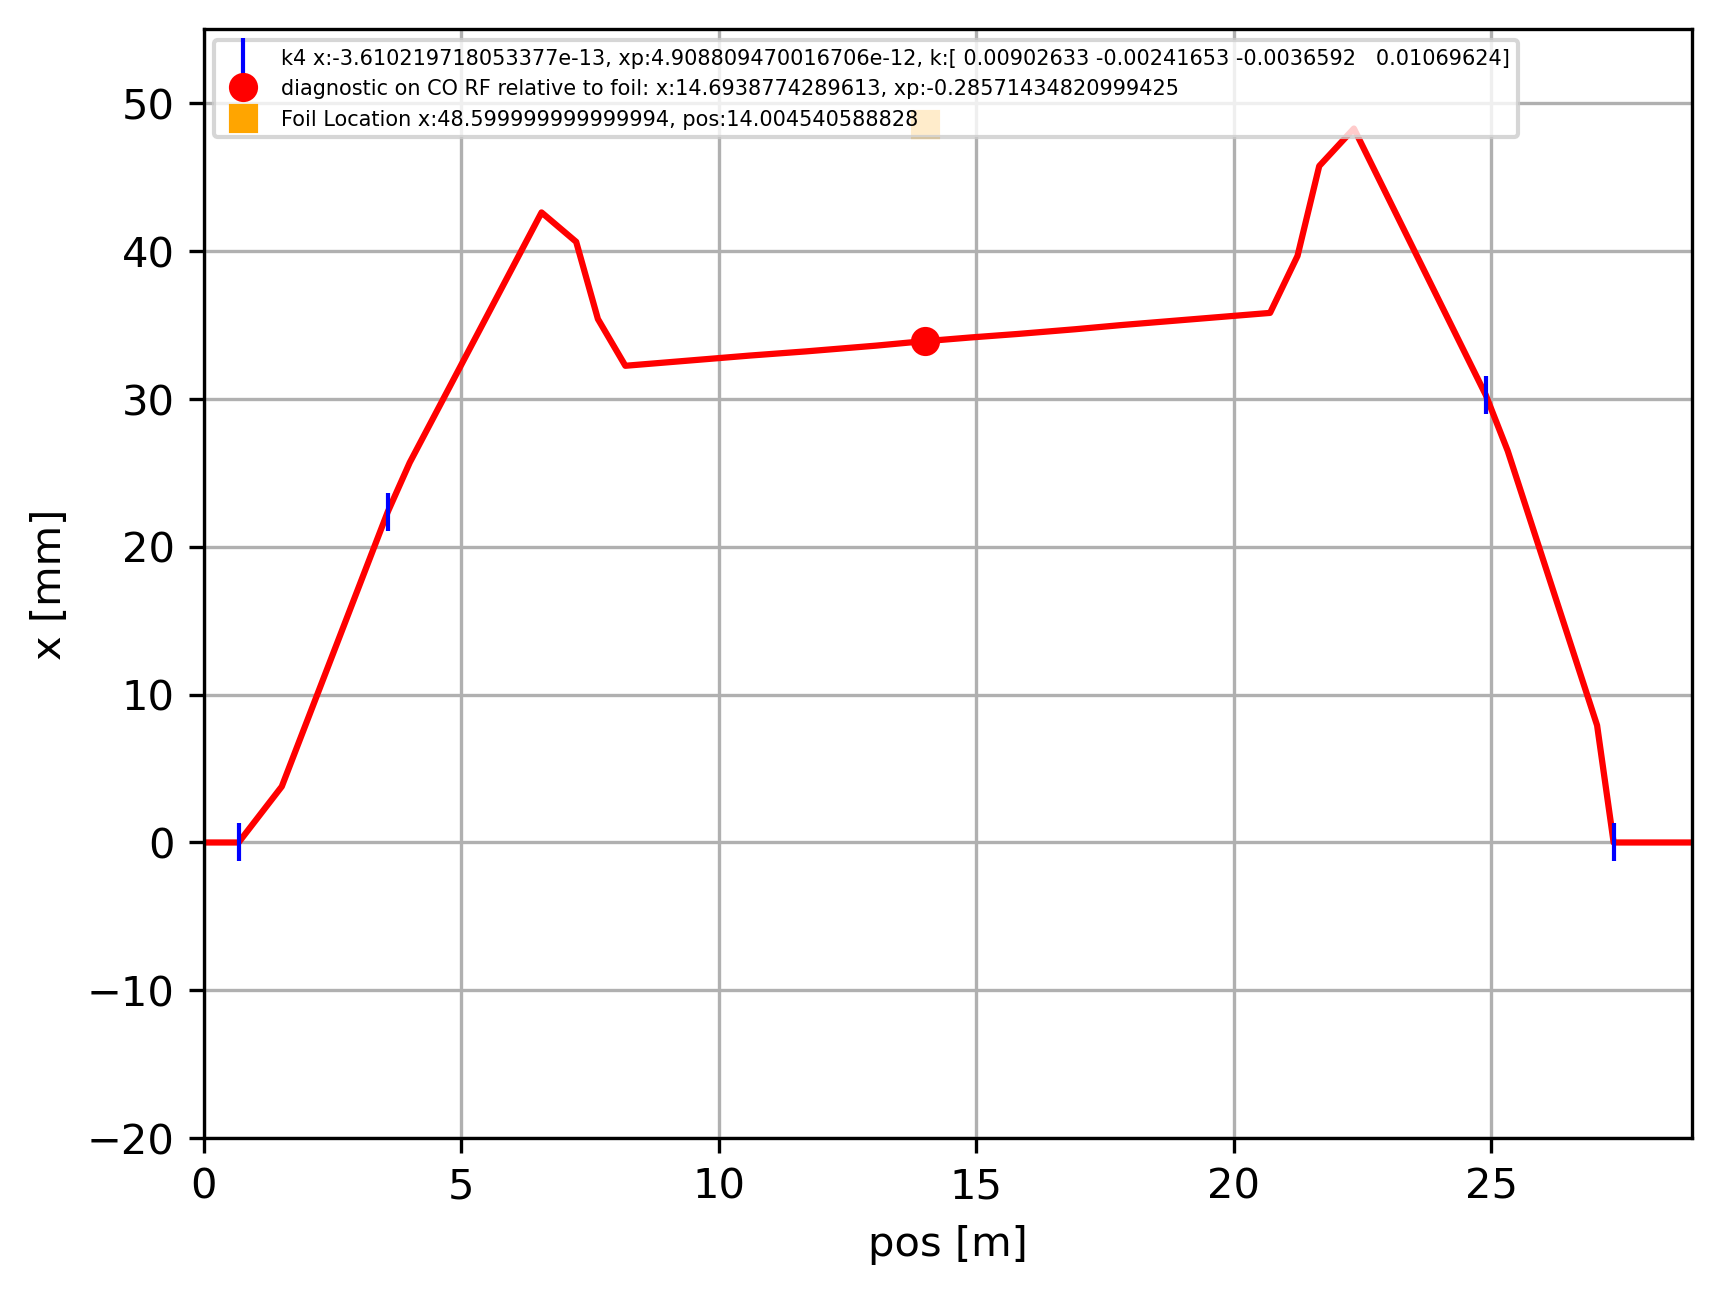 k4 x:-3.610219718053377e-13, xp:4.908809470016706e-12, k:[ 0.00902633 -0.00241653 -0.0036592   0.01069624]
diagnostic on CO RF relative to foil: x:14.6938774289613, xp:-0.28571434820999425
Foil Location x:48.599999999999994, pos:14.004540588828
50
40
30
20
10
0
−10
−20
x [mm]
0 5 10 15 20 25
pos [m]